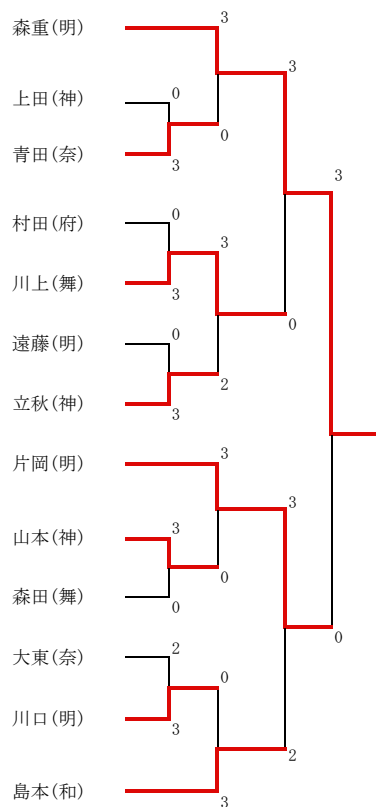 3
森重(明)
3
0
上田(神)
0
青田(奈)
3
3
0
村田(府)
3
川上(舞)
3
0
0
遠藤(明)
2
立秋(神)
3
3
片岡(明)
3
3
山本(神)
0
森田(舞)
0
2
0
大東(奈)
0
川口(明)
3
2
島本(和)
3